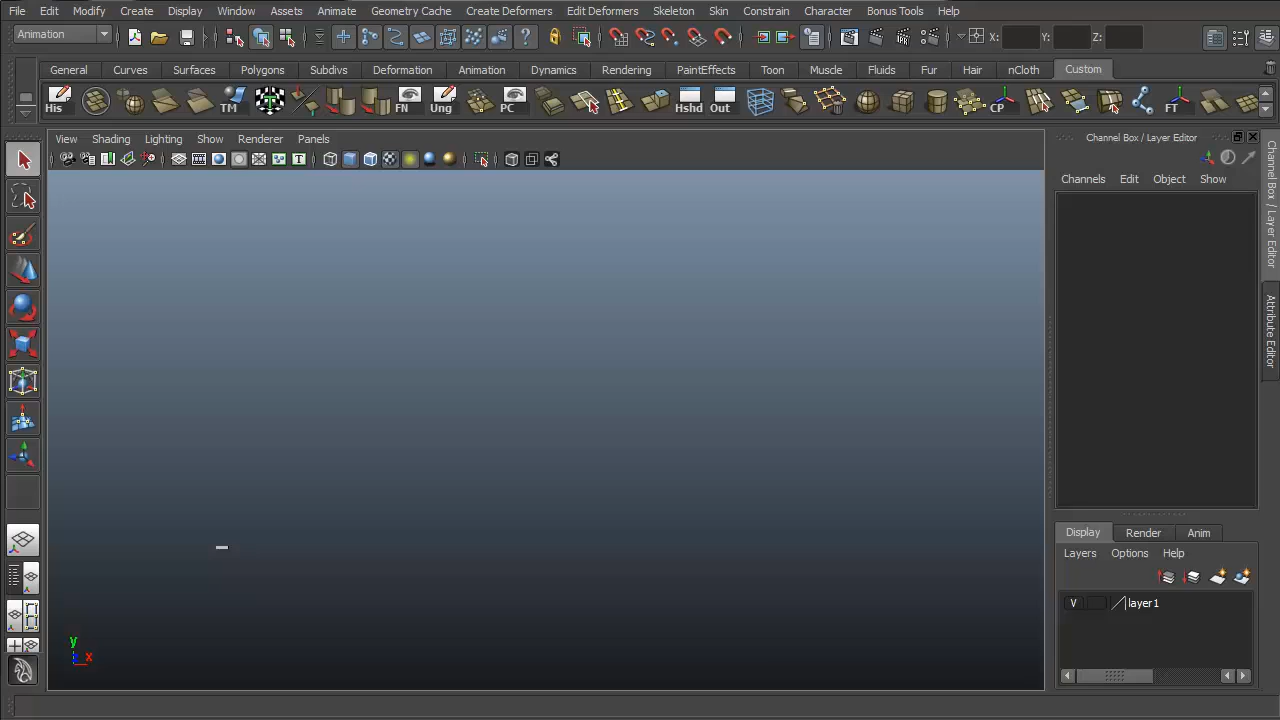 File Edit Modify Create Display Window Assets Animate Geometry Cache Create Deformers Edit Deformers Skeleton Skin Constrain Character Bonus Tools Help
Animation X: Y: Z:
General Curves Surfaces Polygons Subdivs Deformation Animation Dynamics Rendering PaintEffects Toon Muscle Fluids Fur Hair nCloth Custom
His TM FN Ung PC Hshd Out CP FT
View Shading Lighting Show Renderer Panels
Channel Box / Layer Editor
Channels Edit Object Show
Channel Box / Layer Editor
Attribute Editor
Display Render Anim
Layers Options Help
V layer1
y
x